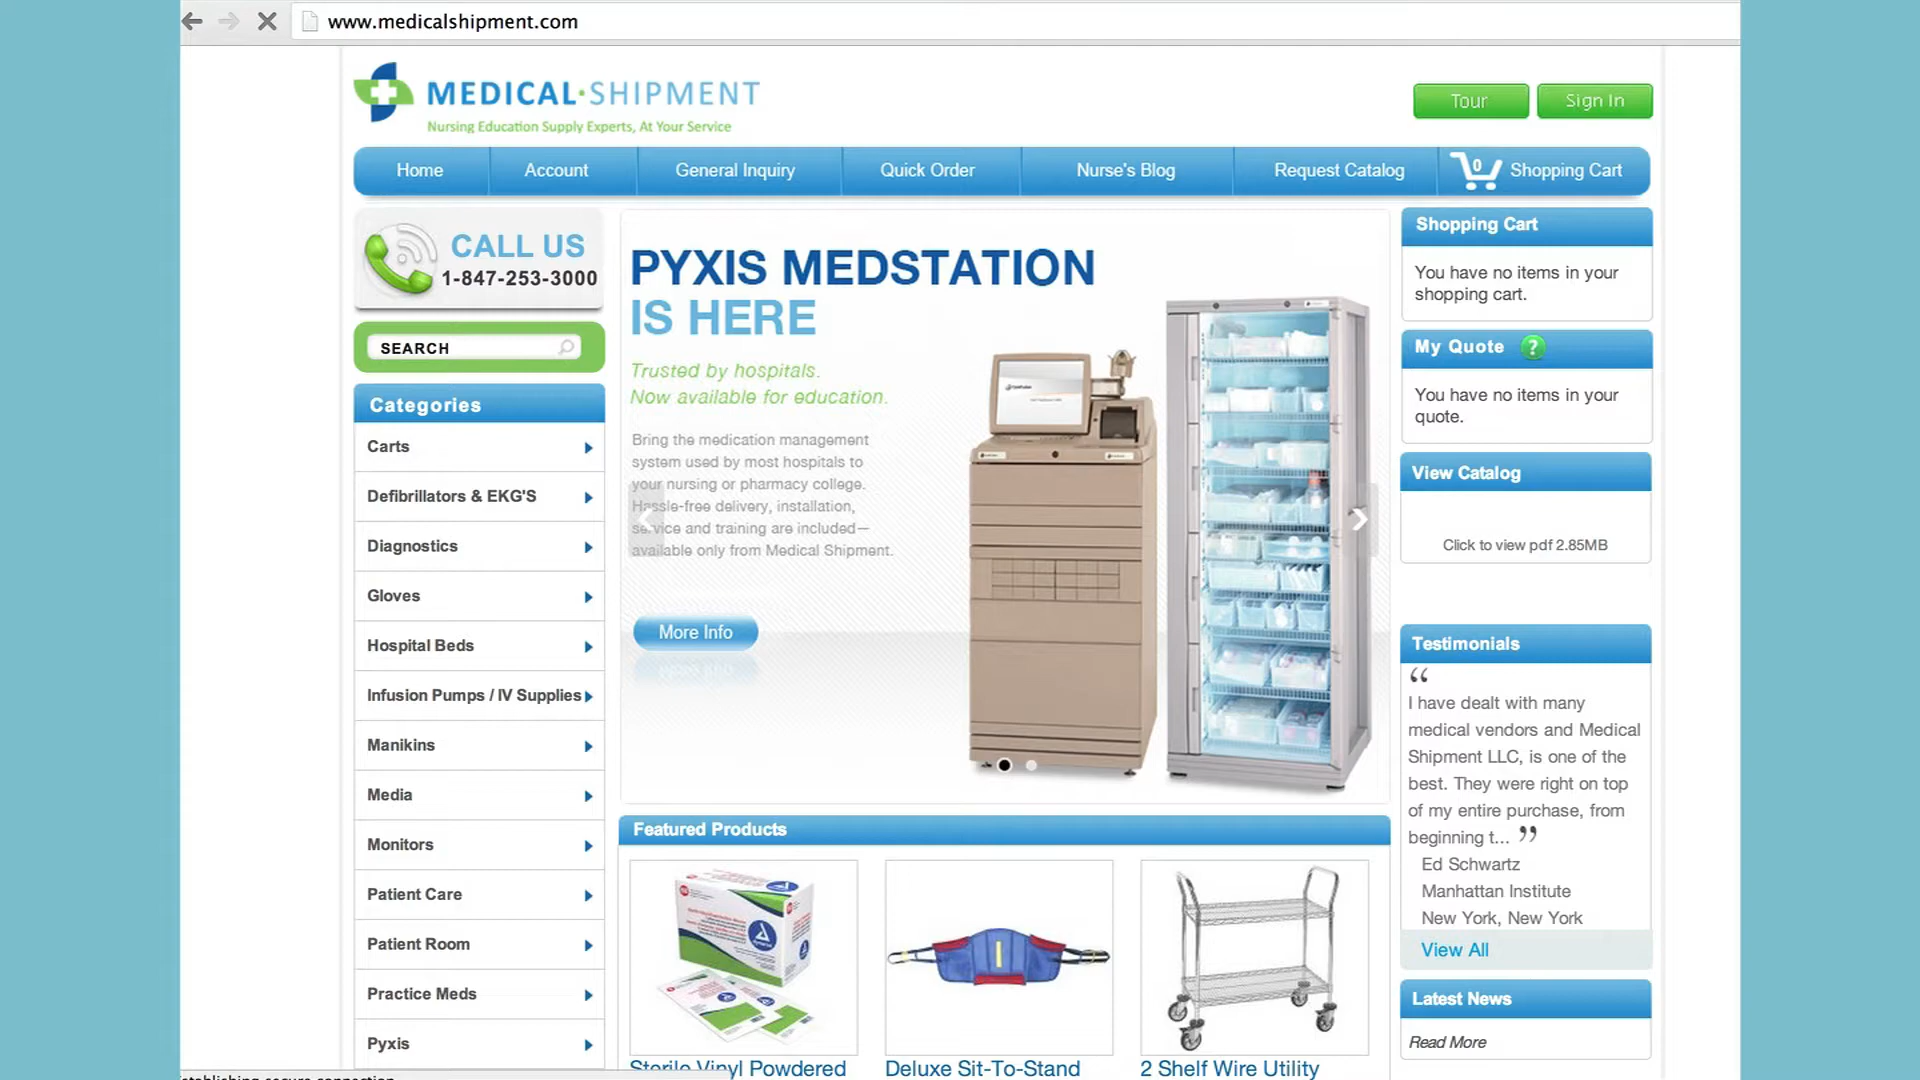 www.medicalshipment.com
MEDICAL·SHIPMENT
Nursing Education Supply Experts, At Your Service
Tour
Sign In
Home
Account
General Inquiry
Quick Order
Nurse's Blog
Request Catalog
0
Shopping Cart
CALL US
1-847-253-3000
SEARCH
Categories
Carts
Defibrillators & EKG'S
Diagnostics
Gloves
Hospital Beds
Infusion Pumps / IV Supplies
Manikins
Media
Monitors
Patient Care
Patient Room
Practice Meds
Pyxis
PYXIS MEDSTATION
IS HERE
Trusted by hospitals.
Now available for education.
Bring the medication management
system used by most hospitals to
your nursing or pharmacy college.
Hassle-free delivery, installation,
service and training are included—
available only from Medical Shipment.
More Info
Featured Products
Sterile Vinyl Powdered
Deluxe Sit-To-Stand
2 Shelf Wire Utility
Shopping Cart
You have no items in your
shopping cart.
My Quote ?
You have no items in your
quote.
View Catalog
Click to view pdf 2.85MB
Testimonials
“
I have dealt with many
medical vendors and Medical
Shipment LLC, is one of the
best. They were right on top
of my entire purchase, from
beginning t... ”
Ed Schwartz
Manhattan Institute
New York, New York
View All
Latest News
Read More